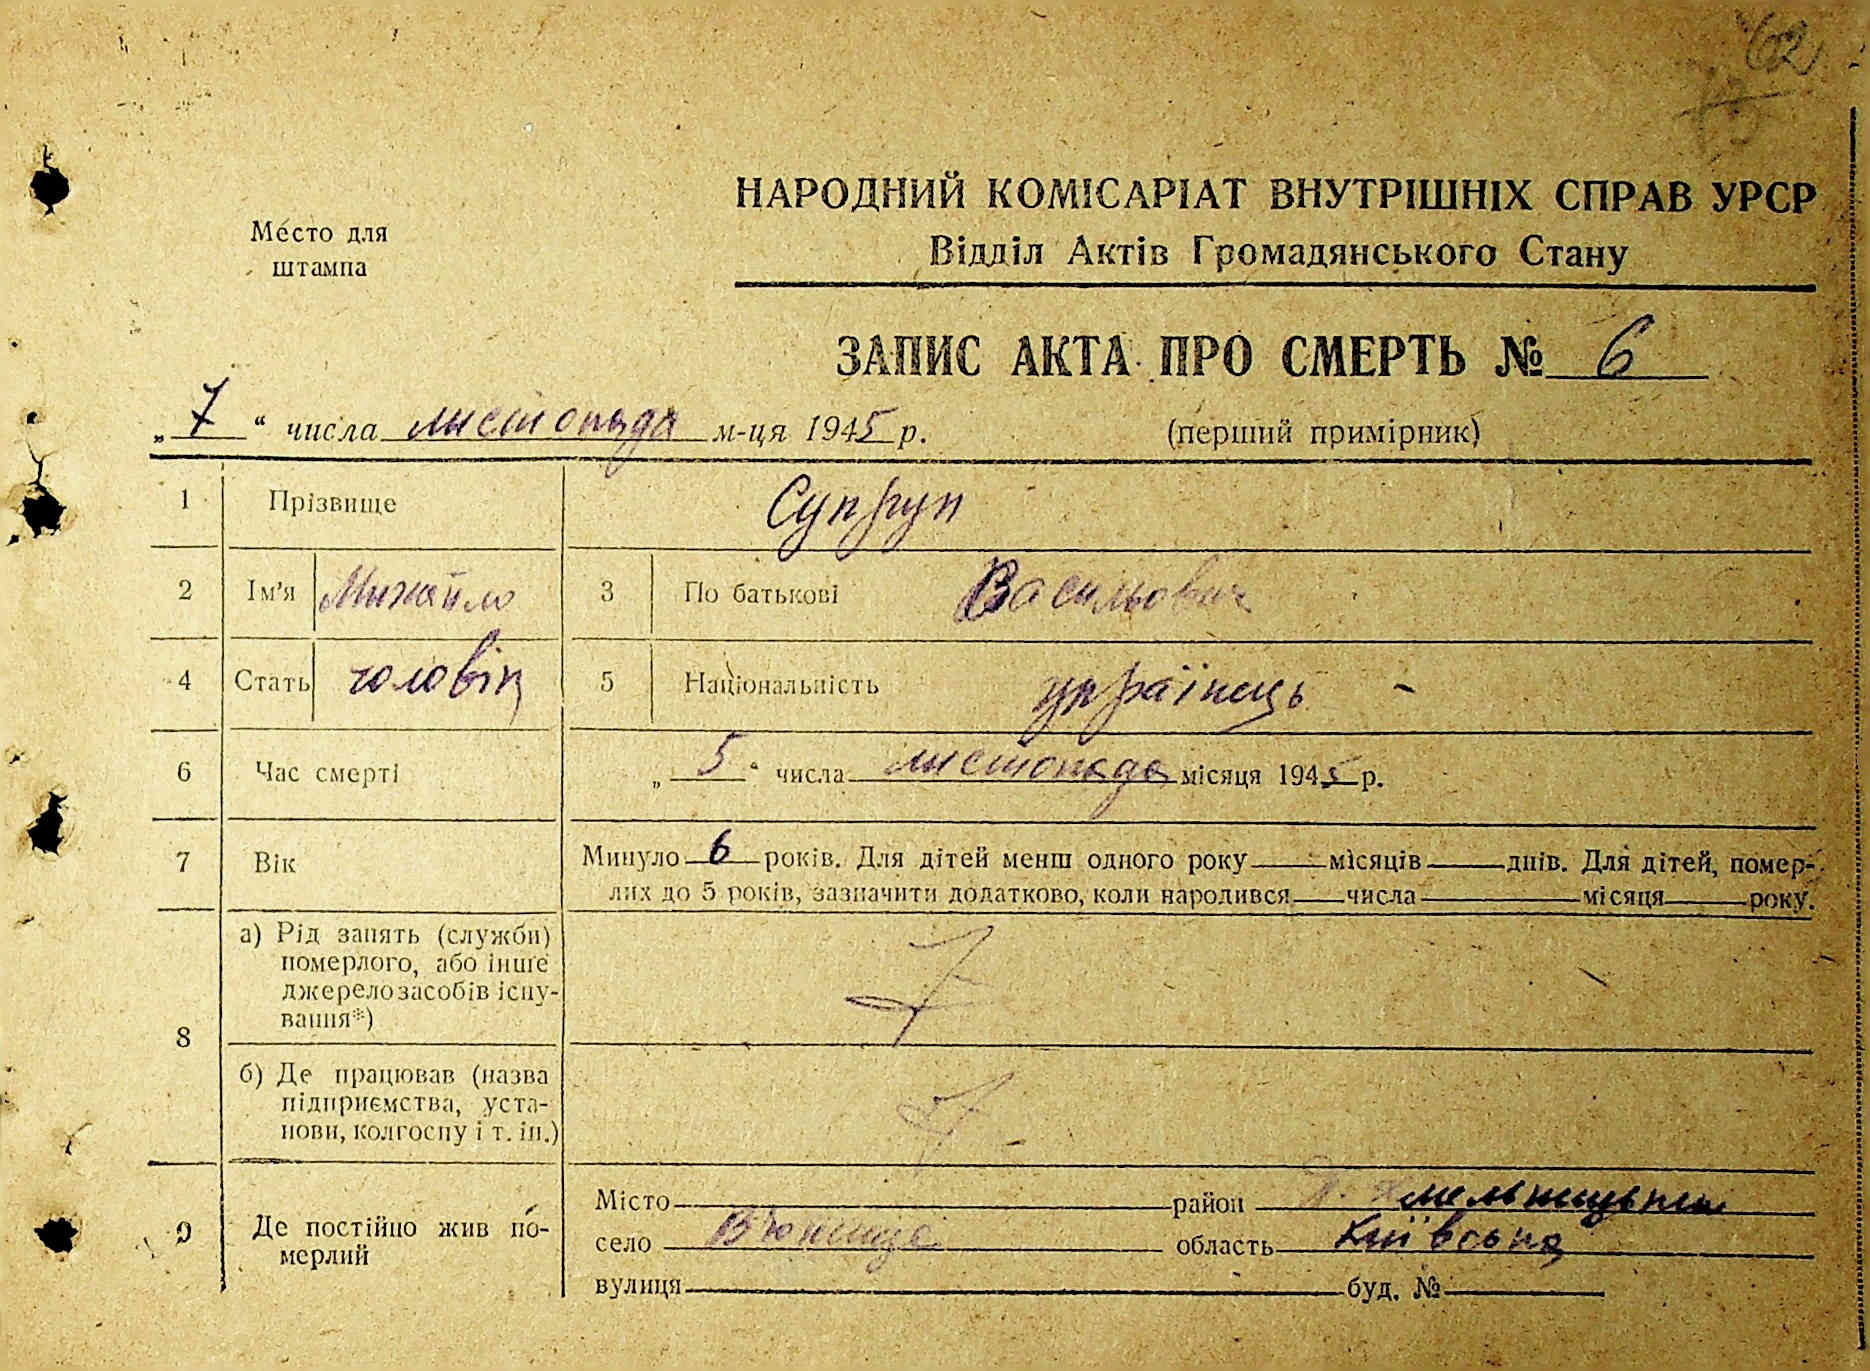 62
НАРОДНИЙ КОМІСАРІАТ ВНУТРІШНІХ СПРАВ УРСР
Відділ Актів Громадянського Стану
Место для
штампа
ЗАПИС АКТА ПРО СМЕРТЬ № 6
„ 7 “ числа листопада м-ця 1945 р. (перший примірник)
1 Прізвище Супрун
2 Ім'я Михайло 3 По батькові Васильович
4 Стать чоловік 5 Національність українець
6 Час смерті „ 5 “ числа листопада місяця 1945 р.
7 Вік Минуло 6 років. Для дітей менш одного року місяців днів. Для дітей, помер-
лих до 5 років, зазначити додатково, коли народився числа місяця року.
8 а) Рід занять (служби)
померлого, або інше
джерело засобів існу-
вання*)
б) Де працював (назва
підприємства, уста-
нови, колгоспу і т. ін.)
9 Де постійно жив по-
мерлий
Місто район Хмельницький
село В'юнище область Київська
вулиця буд. №